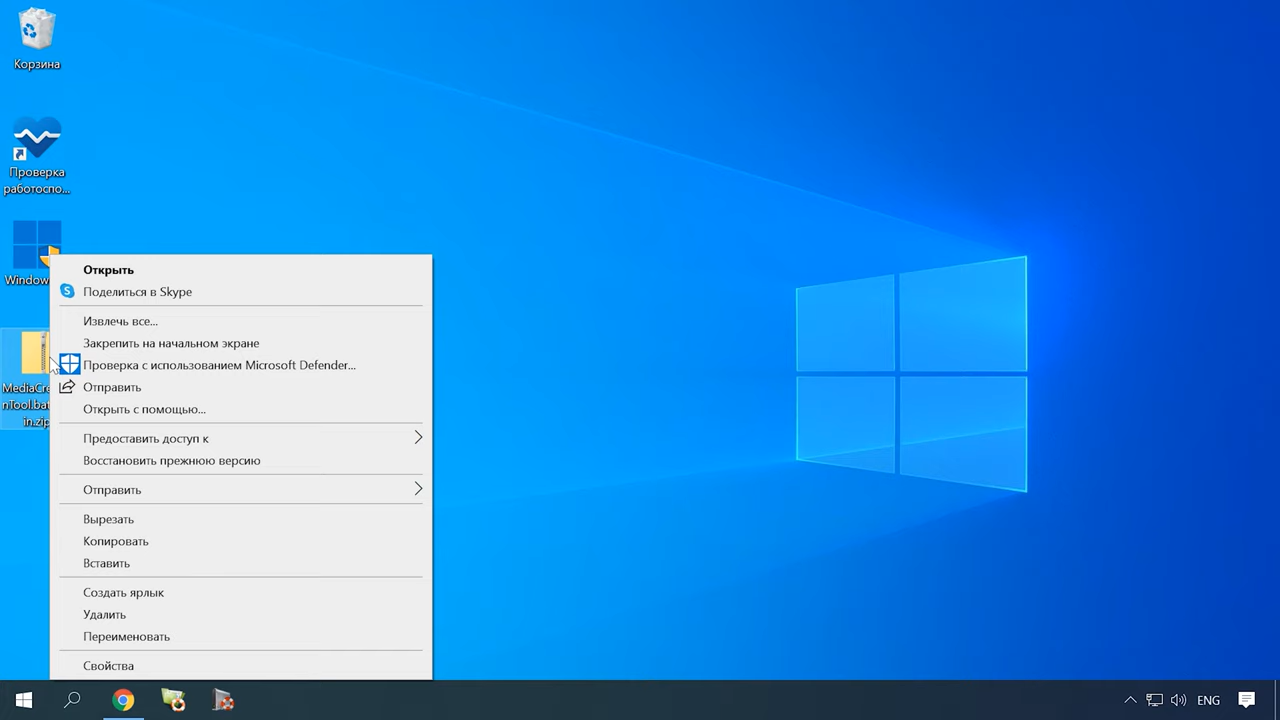 Корзина
Проверка
работоспо...
Window
MediaCre
nTool.bat
in.zip
Открыть
Поделиться в Skype
Извлечь все...
Закрепить на начальном экране
Проверка с использованием Microsoft Defender...
Отправить
Открыть с помощью...
Предоставить доступ к
Восстановить прежнюю версию
Отправить
Вырезать
Копировать
Вставить
Создать ярлык
Удалить
Переименовать
Свойства
ENG